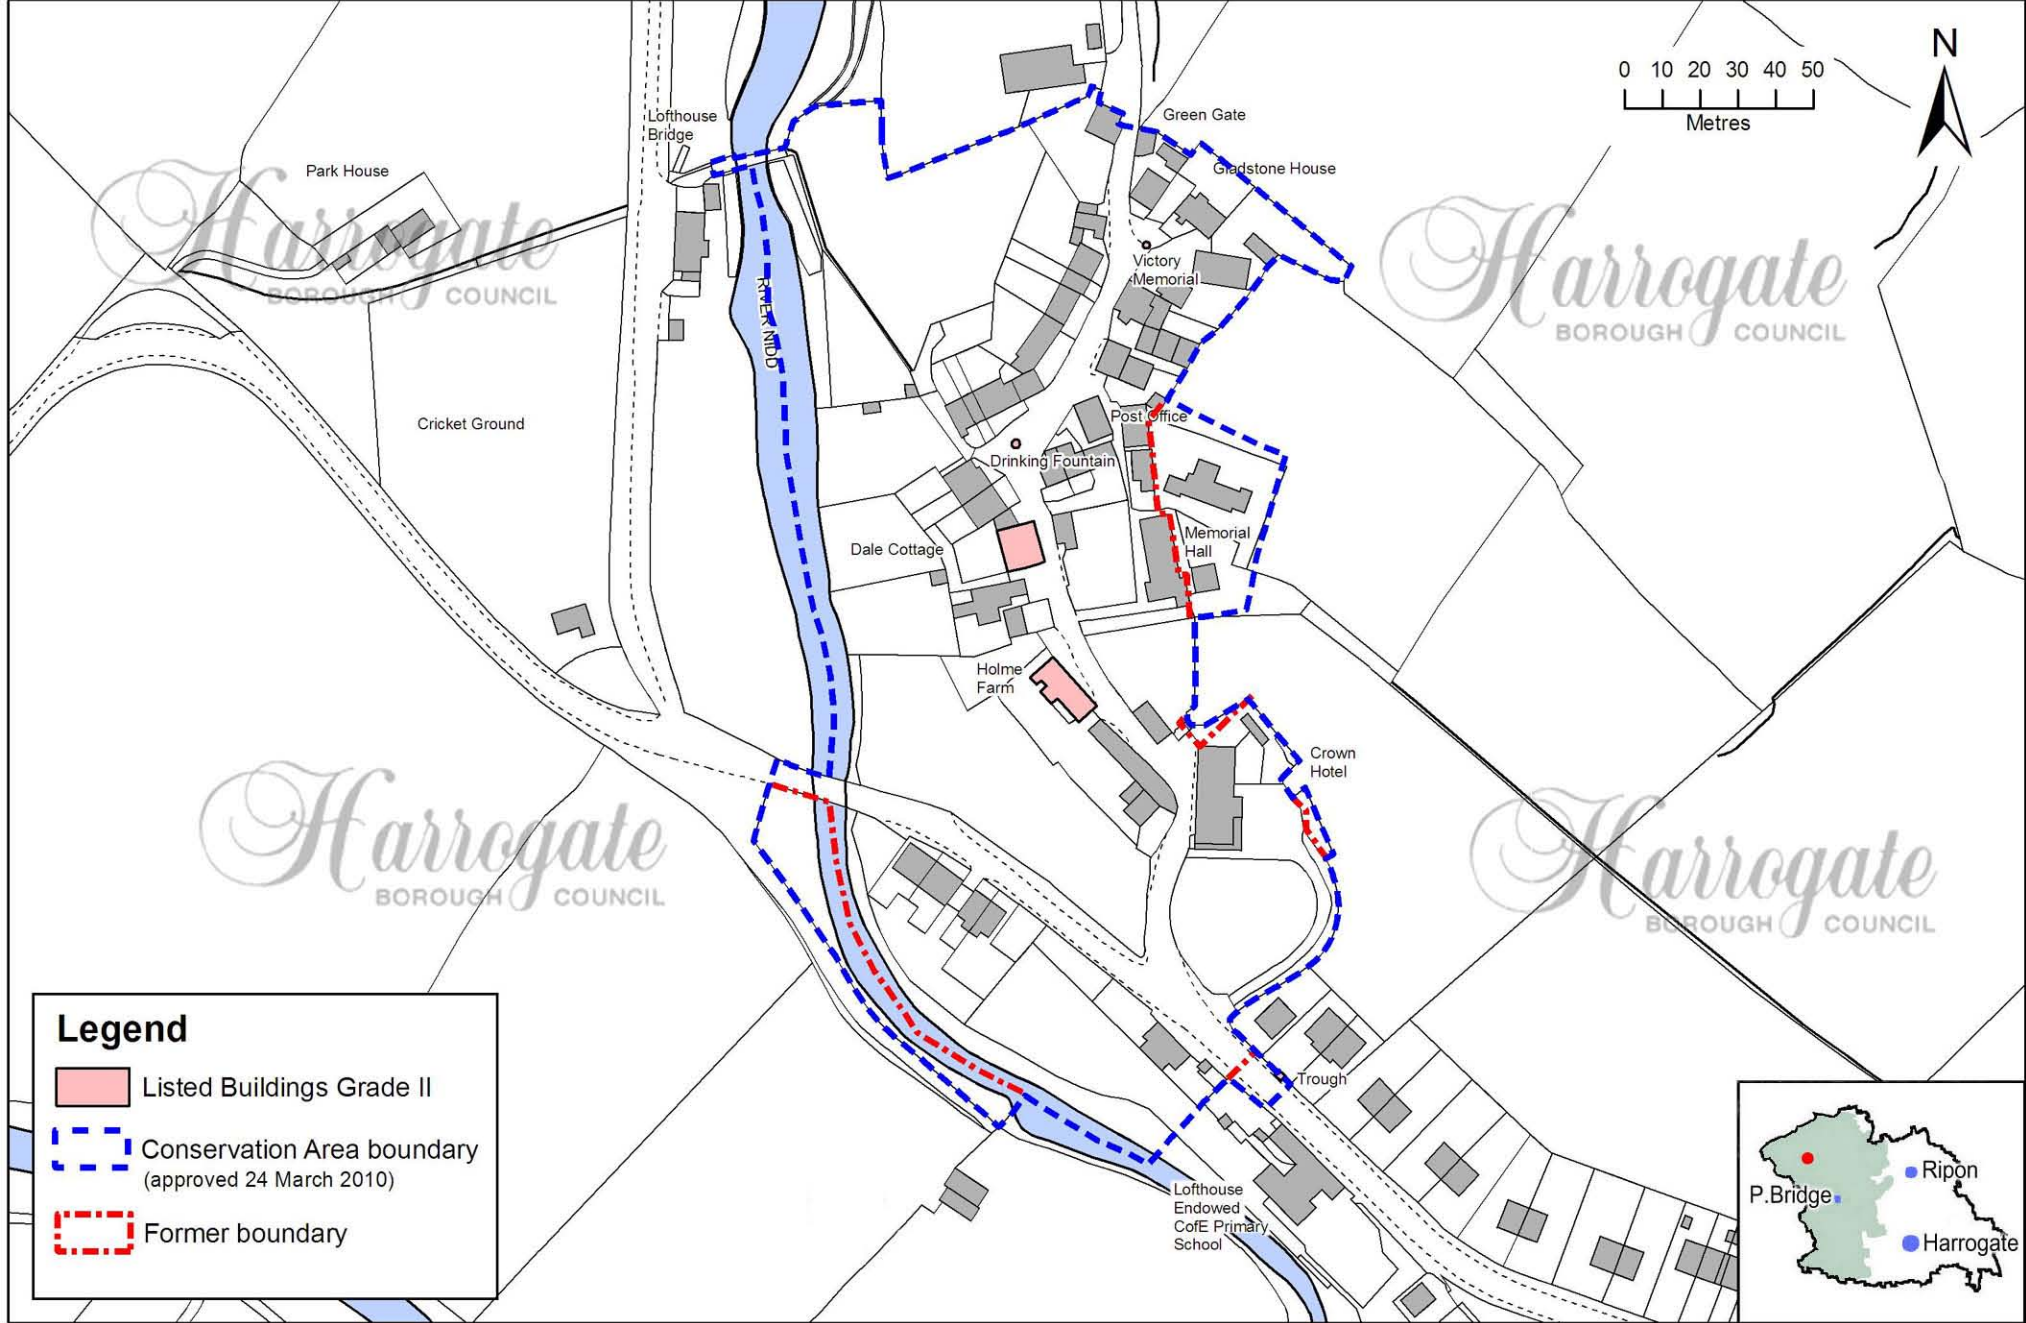 N
0 10 20 30 40 50
Metres
Green Gate
Lofthouse
Bridge
Gladstone House
Park House
Harrogate
BOROUGH COUNCIL
Harrogate
BOROUGH COUNCIL
Victory
Memorial
RIVER NIDD
Cricket Ground
Post Office
Drinking Fountain
Memorial
Hall
Dale Cottage
Holme
Farm
Crown
Hotel
Harrogate
BOROUGH COUNCIL
Harrogate
BOROUGH COUNCIL
Trough
Lofthouse
Endowed
CofE Primary
School
Legend
Listed Buildings Grade II
Conservation Area boundary
(approved 24 March 2010)
Former boundary
Ripon
P.Bridge
Harrogate